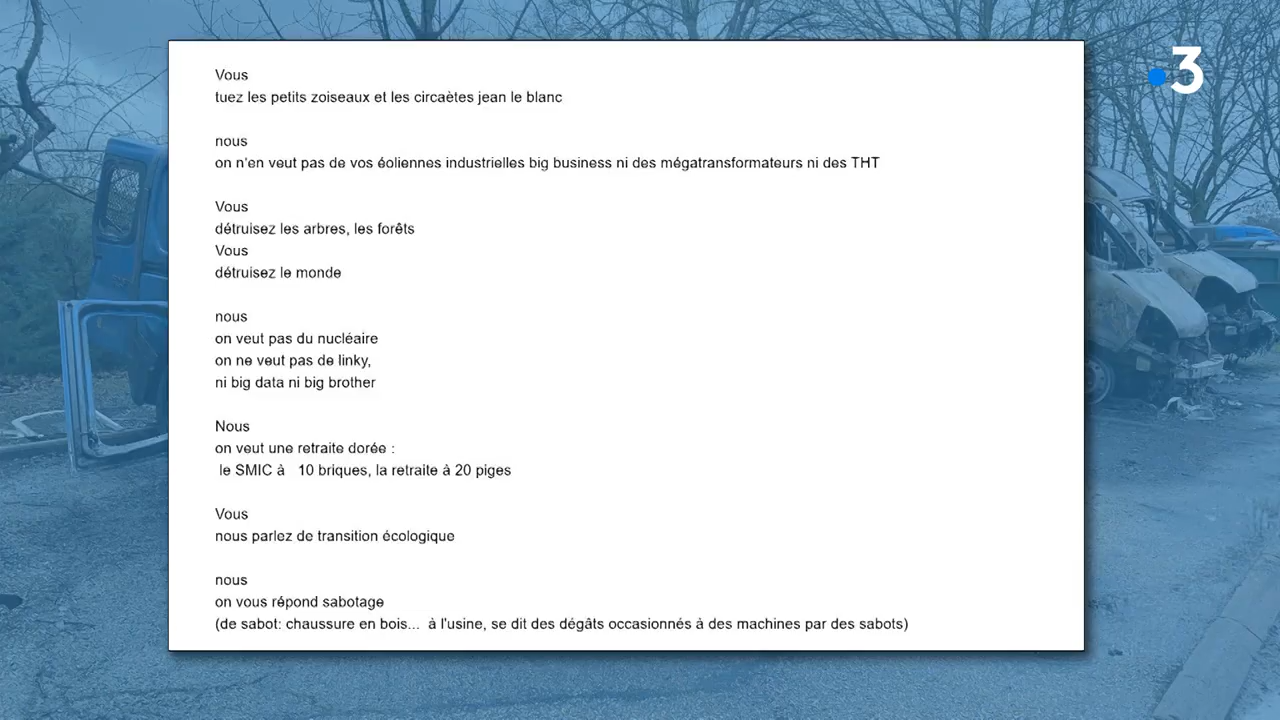 3
Vous
tuez les petits zoiseaux et les circaètes jean le blanc
nous
on n'en veut pas de vos éoliennes industrielles big business ni des mégatransformateurs ni des THT
Vous
détruisez les arbres, les forêts
Vous
détruisez le monde
nous
on veut pas du nucléaire
on ne veut pas de linky,
ni big data ni big brother
Nous
on veut une retraite dorée :
le SMIC à 10 briques, la retraite à 20 piges
Vous
nous parlez de transition écologique
nous
on vous répond sabotage
(de sabot: chaussure en bois... à l'usine, se dit des dégâts occasionnés à des machines par des sabots)